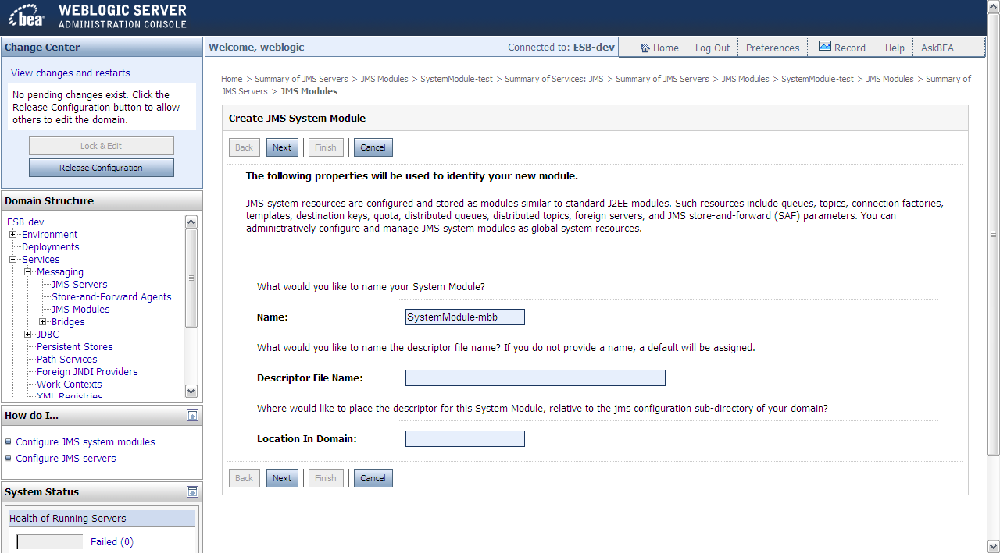 bea WEBLOGIC SERVER
ADMINISTRATION CONSOLE
Change Center
View changes and restarts
No pending changes exist. Click the
Release Configuration button to allow
others to edit the domain.
Lock & Edit
Release Configuration
Domain Structure
ESB-dev
Environment
Deployments
Services
Messaging
JMS Servers
Store-and-Forward Agents
JMS Modules
Bridges
JDBC
Persistent Stores
Path Services
Foreign JNDI Providers
Work Contexts
XML Registries
How do I...
Configure JMS system modules
Configure JMS servers
System Status
Health of Running Servers
Failed (0)
Welcome, weblogic Connected to: ESB-dev Home Log Out Preferences Record Help AskBEA
Home > Summary of JMS Servers > JMS Modules > SystemModule-test > Summary of Services: JMS > Summary of JMS Servers > JMS Modules > SystemModule-test > JMS Modules > Summary of
JMS Servers > JMS Modules
Create JMS System Module
Back Next Finish Cancel
The following properties will be used to identify your new module.
JMS system resources are configured and stored as modules similar to standard J2EE modules. Such resources include queues, topics, connection factories,
templates, destination keys, quota, distributed queues, distributed topics, foreign servers, and JMS store-and-forward (SAF) parameters. You can
administratively configure and manage JMS system modules as global system resources.
What would you like to name your System Module?
Name: SystemModule-mbb
What would you like to name the descriptor file name? If you do not provide a name, a default will be assigned.
Descriptor File Name:
Where would like to place the descriptor for this System Module, relative to the jms configuration sub-directory of your domain?
Location In Domain:
Back Next Finish Cancel